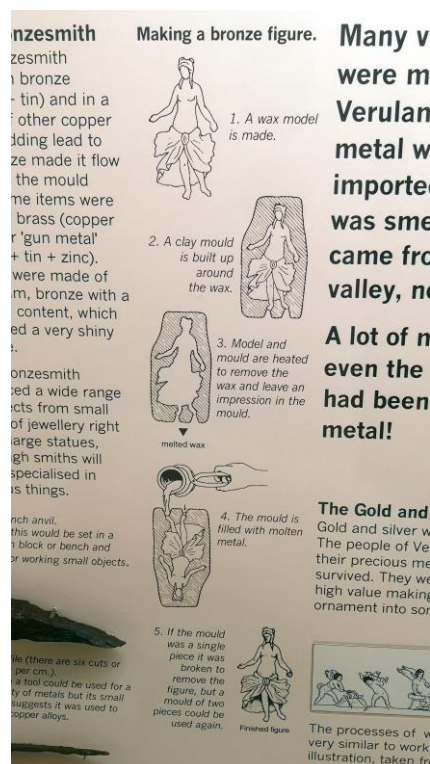 nzesmith
zesmith
bronze
- tin) and in a
other copper
dding lead to
ze made it flow
the mould
me items were
brass (copper
r 'gun metal'
+ tin + zinc).
were made of
m, bronze with a
content, which
ed a very shiny
onzesmith
ced a wide range
cts from small
of jewellery right
arge statues,
gh smiths will
specialised in
s things.
nch anvil.
this would be set in a
block or bench and
or working small objects.
ile (there are six cuts or
per cm.).
a tool could be used for a
ty of metals but its small
suggests it was used to
copper alloys.
Making a bronze figure.
1. A wax model
is made.
2. A clay mould
is built up
around
the wax.
3. Model and
mould are heated
to remove the
wax and leave an
impression in the
mould.
melted wax
4. The mould is
filled with molten
metal.
5. If the mould
was a single
piece it was
broken to
remove the
figure, but a
mould of two
pieces could be
used again.
Finished figure
Many v
were m
Verulan
metal w
importe
was sme
came fro
valley, n
A lot of m
even the
had been
metal!
The Gold and
Gold and silver w
The people of Ve
their precious me
survived. They we
high value making
ornament into so
The processes of w
very similar to work
illustration, taken fr